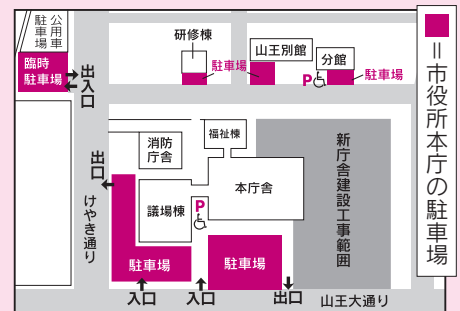 公用車
駐車場
臨時
駐車場
出入口
研修棟
駐車場
山王別館
分館
P
駐車場
■＝市役所本庁の駐車場
消防
庁舎
福祉棟
出口
けやき通り
議場棟
P
本庁舎
新庁舎建設工事範囲
駐車場
駐車場
入口
入口
出口
山王大通り